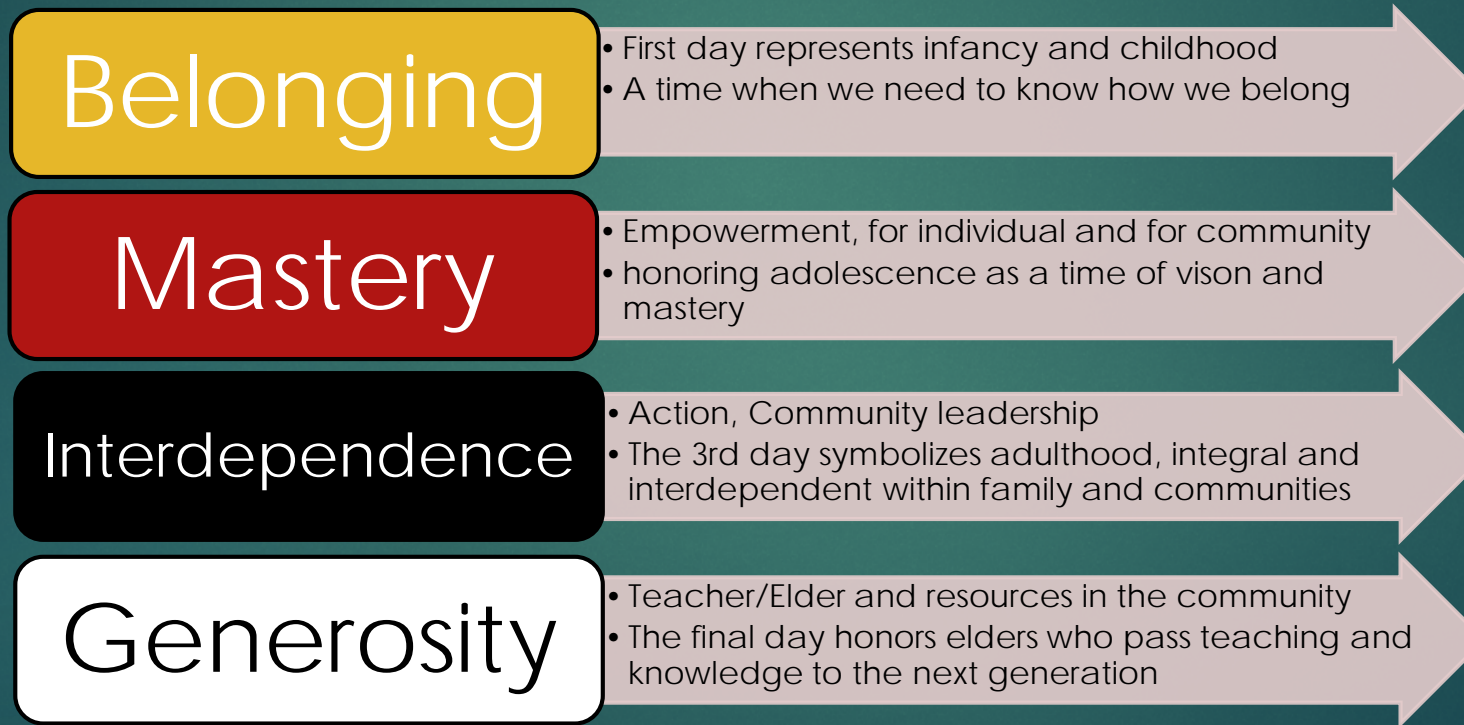 Belonging
• First day represents infancy and childhood
• A time when we need to know how we belong
Mastery
• Empowerment, for individual and for community
• honoring adolescence as a time of vison and
mastery
Interdependence
• Action, Community leadership
• The 3rd day symbolizes adulthood, integral and
interdependent within family and communities
Generosity
• Teacher/Elder and resources in the community
• The final day honors elders who pass teaching and
knowledge to the next generation